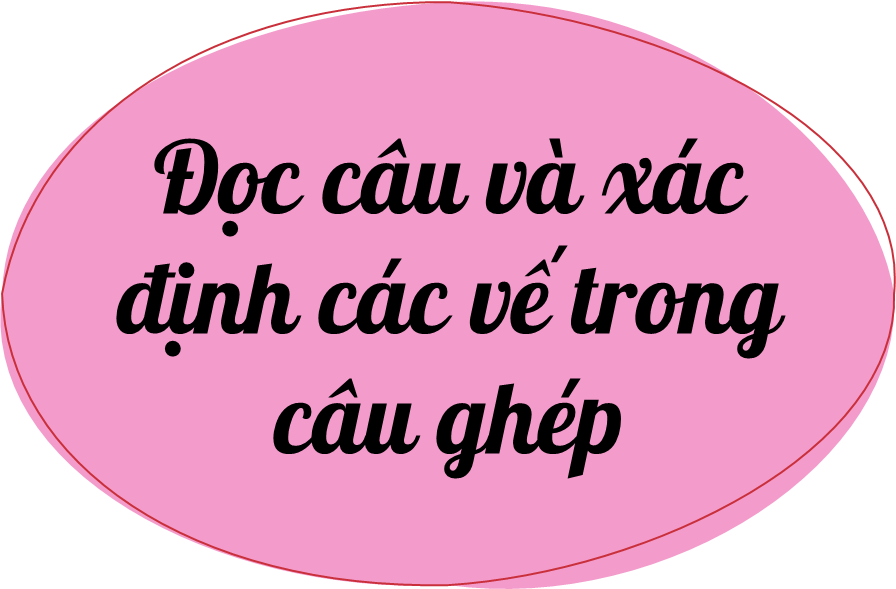 Đọc câu và xác
định các vế trong
câu ghép